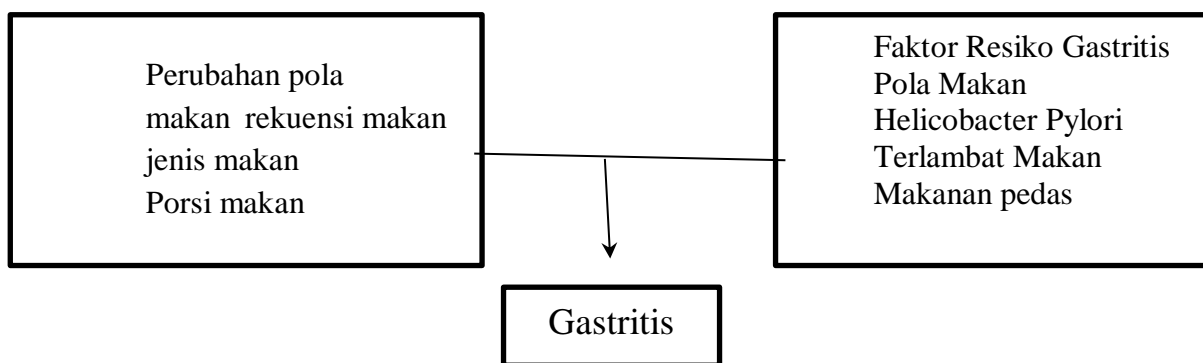 Perubahan pola
makan rekuensi makan
jenis makan
Porsi makan
Faktor Resiko Gastritis
Pola Makan
Helicobacter Pylori
Terlambat Makan
Makanan pedas
Gastritis